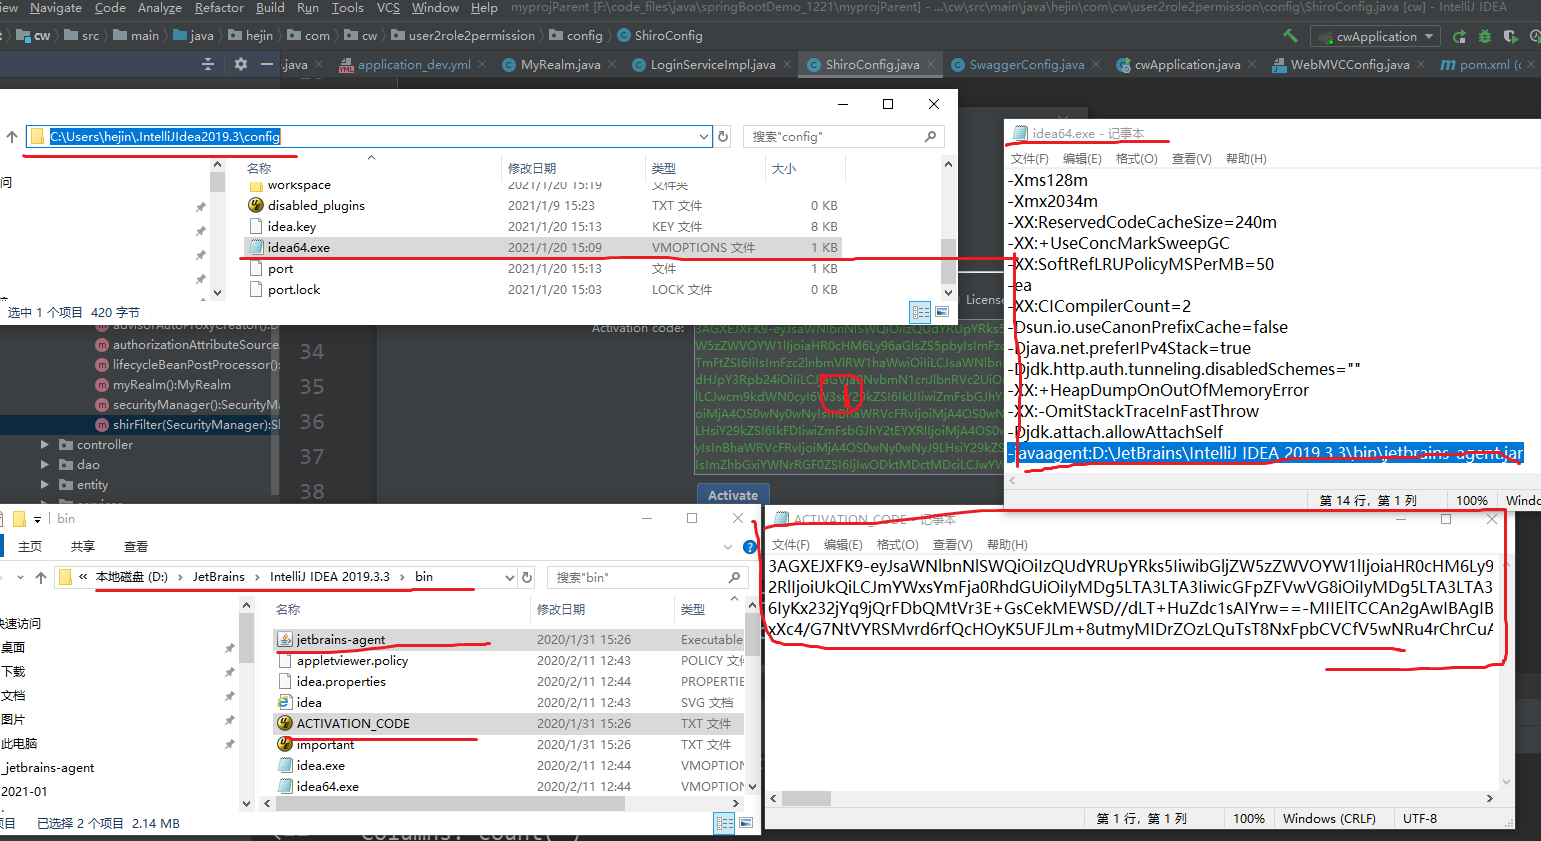 iew Navigate Code Analyze Refactor Build Run Tools VCS Window Help myprojParent [F:\code_files\java\springBootDemo_1221\myprojParent] - ...\cw\src\main\java\hejin\com\cw\user2role2permission\config\ShiroConfig.java [cw] - IntelliJ IDEA
cw src main java hejin com cw user2role2permission config ShiroConfig cwApplication
.java application_dev.yml MyRealm.java LoginServiceImpl.java ShiroConfig.java SwaggerConfig.java cwApplication.java WebMVCConfig.java pom.xml (c
C:\Users\hejin\.IntelliJIdea2019.3\config
搜索"config"
问
名称 修改日期 类型 大小
workspace 2021/1/20 15:19 文件夹
disabled_plugins 2021/1/9 15:23 TXT 文件 0 KB
idea.key 2021/1/20 15:13 KEY 文件 8 KB
idea64.exe 2021/1/20 15:09 VMOPTIONS 文件 1 KB
port 2021/1/20 15:13 文件 1 KB
port.lock 2021/1/20 15:03 LOCK 文件 0 KB
选中 1 个项目 420 字节
idea64.exe - 记事本
文件(F) 编辑(E) 格式(O) 查看(V) 帮助(H)
-Xms128m
-Xmx2034m
-XX:ReservedCodeCacheSize=240m
-XX:+UseConcMarkSweepGC
-XX:SoftRefLRUPolicyMSPerMB=50
-ea
-XX:CICompilerCount=2
-Dsun.io.useCanonPrefixCache=false
-Djava.net.preferIPv4Stack=true
-Djdk.http.auth.tunneling.disabledSchemes=""
-XX:+HeapDumpOnOutOfMemoryError
-XX:-OmitStackTraceInFastThrow
-Djdk.attach.allowAttachSelf
-javaagent:D:\JetBrains\IntelliJ IDEA 2019.3.3\bin\jetbrains-agent.jar
第 14 行，第 1 列 100% Windo
License
Activation code:
Activate
advisorAutoProxyCreator():D
authorizationAttributeSource
lifecycleBeanPostProcessor():
myRealm():MyRealm
securityManager():SecurityMa
shirFilter(SecurityManager):Sh
controller
dao
entity
34
35
36
37
38
1
bin
主页 共享 查看
« 本地磁盘 (D:) › JetBrains › IntelliJ IDEA 2019.3.3 › bin
搜索"bin"
快速访问
桌面
下载
文档
图片
此电脑
_jetbrains-agent
2021-01
名称 修改日期 类型
jetbrains-agent 2020/1/31 15:26 Executable
appletviewer.policy 2020/2/11 12:43 POLICY 文件
idea.properties 2020/2/11 12:43 PROPERTIE
idea 2020/2/11 12:43 SVG 文档
ACTIVATION_CODE 2020/1/31 15:26 TXT 文件
important 2020/1/31 15:26 TXT 文件
idea.exe 2020/2/11 12:44 VMOPTION
idea64.exe 2020/2/11 12:44 VMOPTION
项目 已选择 2 个项目 2.14 MB
ACTIVATION_CODE - 记事本
文件(F) 编辑(E) 格式(O) 查看(V) 帮助(H)
第 1 行，第 1 列 100% Windows (CRLF) UTF-8